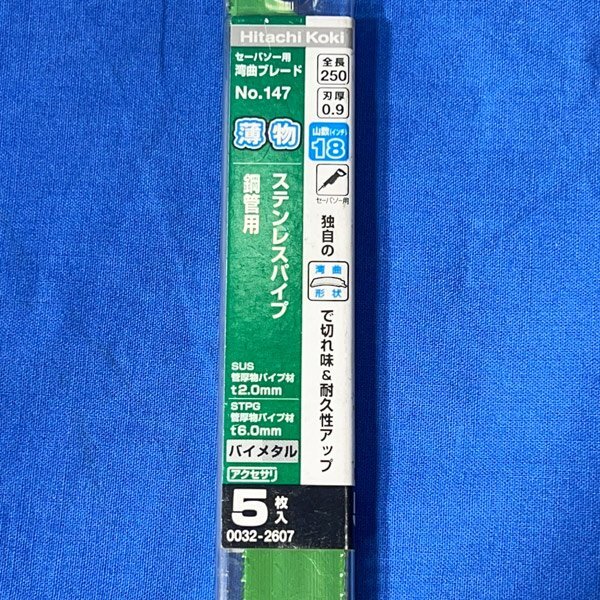 Hitachi Koki
セーバソー用
湾曲ブレード
No.147
薄物
ステンレスパイプ
鋼管用
SUS
管厚物パイプ材
t2.0mm
STPG
管厚物パイプ材
t6.0mm
バイメタル
アクセサリ
全長
250
刃厚
0.9
山数(インチ)
18
セーバソー用
独自の
湾曲
形状
で切れ味&耐久性アップ
5枚入
0032-2607